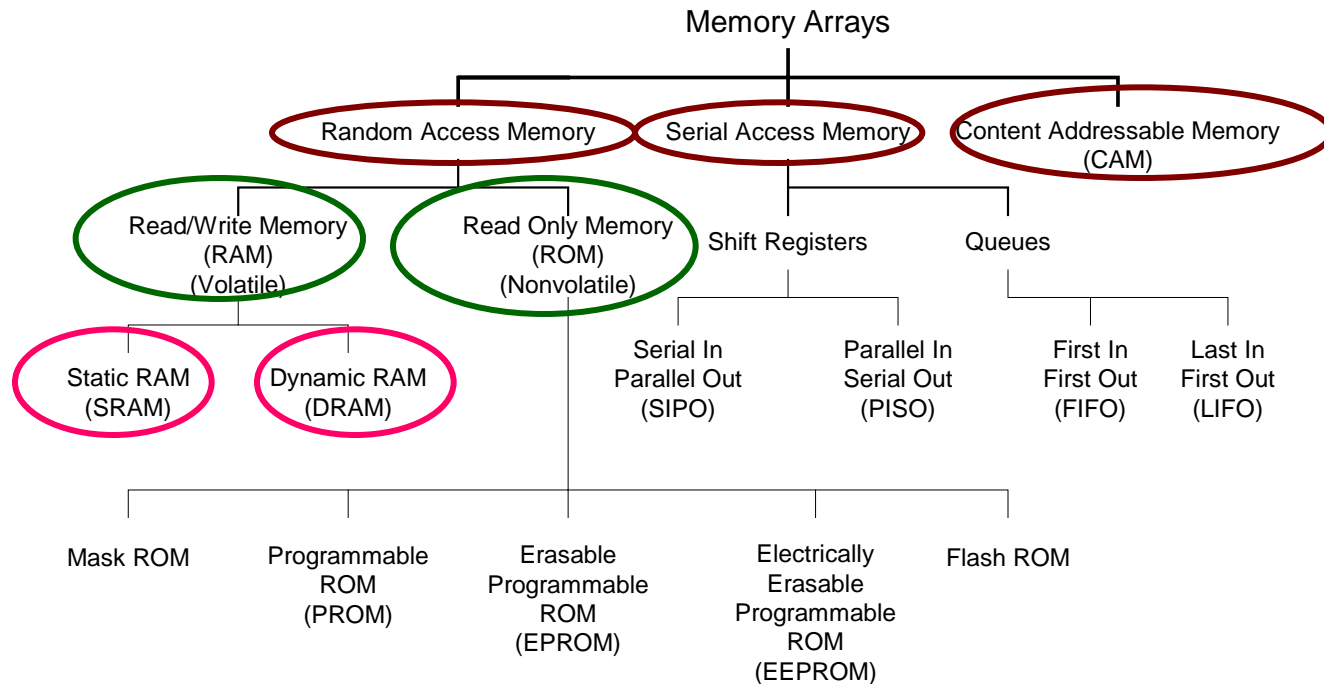 Memory Arrays
Random Access Memory
Serial Access Memory
Content Addressable Memory
(CAM)
Read/Write Memory
(RAM)
(Volatile)
Read Only Memory
(ROM)
(Nonvolatile)
Shift Registers
Queues
Static RAM
(SRAM)
Dynamic RAM
(DRAM)
Serial In
Parallel Out
(SIPO)
Parallel In
Serial Out
(PISO)
First In
First Out
(FIFO)
Last In
First Out
(LIFO)
Mask ROM
Programmable
ROM
(PROM)
Erasable
Programmable
ROM
(EPROM)
Electrically
Erasable
Programmable
ROM
(EEPROM)
Flash ROM